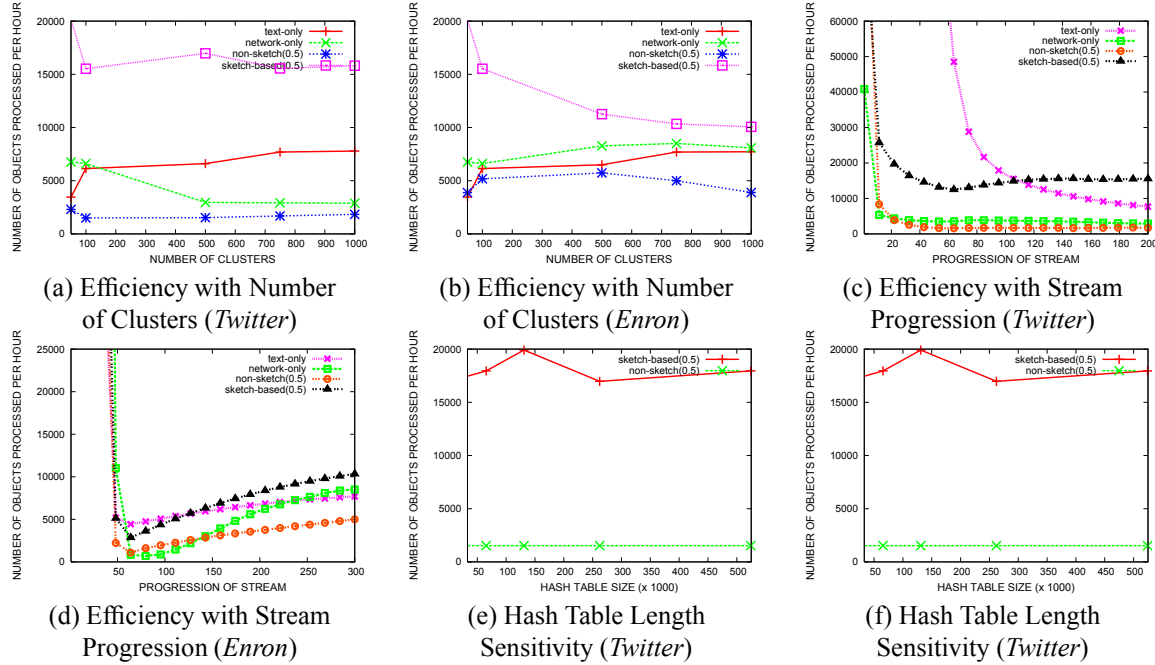 NUMBER OF OBJECTS PROCESSED PER HOUR
20000
15000
10000
5000
0
100 200 300 400 500 600 700 800 900 1000
NUMBER OF CLUSTERS
text-only
network-only
non-sketch(0.5)
sketch-based(0.5)
(a) Efficiency with Number
of Clusters (Twitter)
NUMBER OF OBJECTS PROCESSED PER HOUR
20000
15000
10000
5000
0
100 200 300 400 500 600 700 800 900 1000
NUMBER OF CLUSTERS
text-only
network-only
non-sketch(0.5)
sketch-based(0.5)
(b) Efficiency with Number
of Clusters (Enron)
NUMBER OF OBJECTS PROCESSED PER HOUR
60000
50000
40000
30000
20000
10000
0
20 40 60 80 100 120 140 160 180 200
PROGRESSION OF STREAM
text-only
network-only
non-sketch(0.5)
sketch-based(0.5)
(c) Efficiency with Stream
Progression (Twitter)
NUMBER OF OBJECTS PROCESSED PER HOUR
25000
20000
15000
10000
5000
0
50 100 150 200 250 300
PROGRESSION OF STREAM
text-only
network-only
non-sketch(0.5)
sketch-based(0.5)
(d) Efficiency with Stream
Progression (Enron)
NUMBER OF OBJECTS PROCESSED PER HOUR
20000
15000
10000
5000
0
50 100 150 200 250 300 350 400 450 500
HASH TABLE SIZE (x 1000)
sketch-based(0.5)
non-sketch(0.5)
(e) Hash Table Length
Sensitivity (Twitter)
NUMBER OF OBJECTS PROCESSED PER HOUR
20000
15000
10000
5000
0
50 100 150 200 250 300 350 400 450 500
HASH TABLE SIZE (x 1000)
sketch-based(0.5)
non-sketch(0.5)
(f) Hash Table Length
Sensitivity (Twitter)